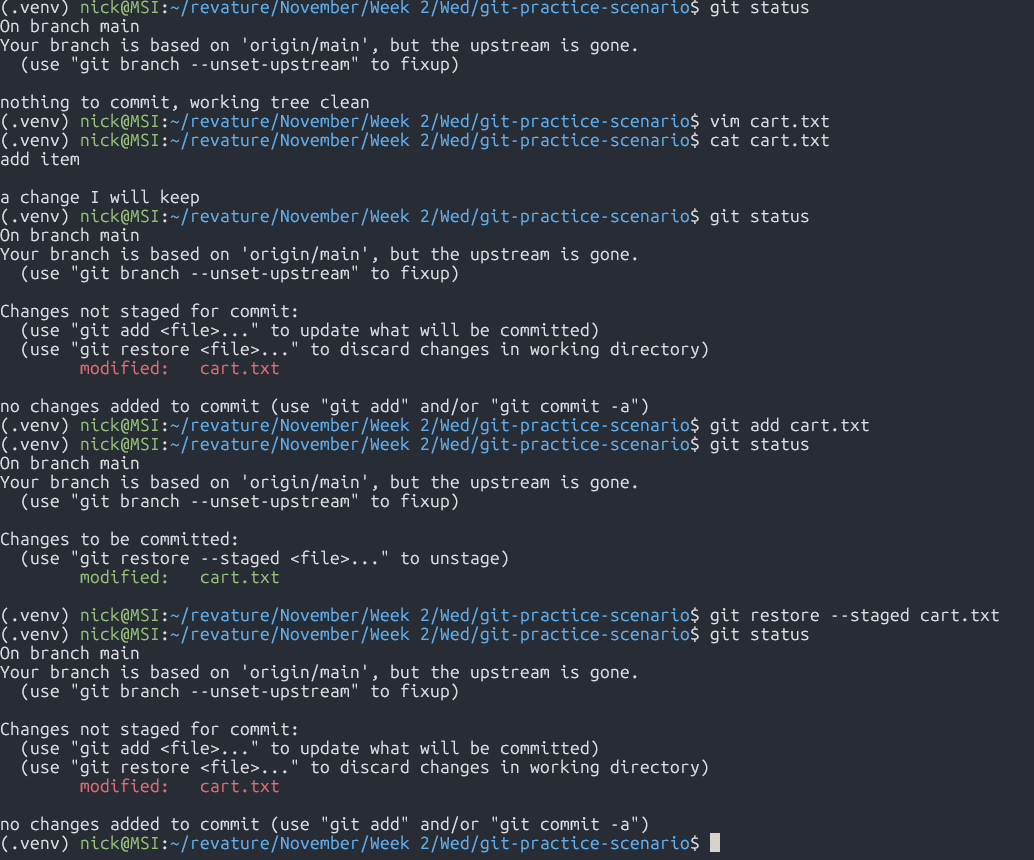 (.venv) nick@MSI:~/revature/November/Week 2/Wed/git-practice-scenario$ git status
On branch main
Your branch is based on 'origin/main', but the upstream is gone.
  (use "git branch --unset-upstream" to fixup)

nothing to commit, working tree clean
(.venv) nick@MSI:~/revature/November/Week 2/Wed/git-practice-scenario$ vim cart.txt
(.venv) nick@MSI:~/revature/November/Week 2/Wed/git-practice-scenario$ cat cart.txt
add item

a change I will keep
(.venv) nick@MSI:~/revature/November/Week 2/Wed/git-practice-scenario$ git status
On branch main
Your branch is based on 'origin/main', but the upstream is gone.
  (use "git branch --unset-upstream" to fixup)

Changes not staged for commit:
  (use "git add <file>..." to update what will be committed)
  (use "git restore <file>..." to discard changes in working directory)
        modified:   cart.txt

no changes added to commit (use "git add" and/or "git commit -a")
(.venv) nick@MSI:~/revature/November/Week 2/Wed/git-practice-scenario$ git add cart.txt
(.venv) nick@MSI:~/revature/November/Week 2/Wed/git-practice-scenario$ git status
On branch main
Your branch is based on 'origin/main', but the upstream is gone.
  (use "git branch --unset-upstream" to fixup)

Changes to be committed:
  (use "git restore --staged <file>..." to unstage)
        modified:   cart.txt

(.venv) nick@MSI:~/revature/November/Week 2/Wed/git-practice-scenario$ git restore --staged cart.txt
(.venv) nick@MSI:~/revature/November/Week 2/Wed/git-practice-scenario$ git status
On branch main
Your branch is based on 'origin/main', but the upstream is gone.
  (use "git branch --unset-upstream" to fixup)

Changes not staged for commit:
  (use "git add <file>..." to update what will be committed)
  (use "git restore <file>..." to discard changes in working directory)
        modified:   cart.txt

no changes added to commit (use "git add" and/or "git commit -a")
(.venv) nick@MSI:~/revature/November/Week 2/Wed/git-practice-scenario$